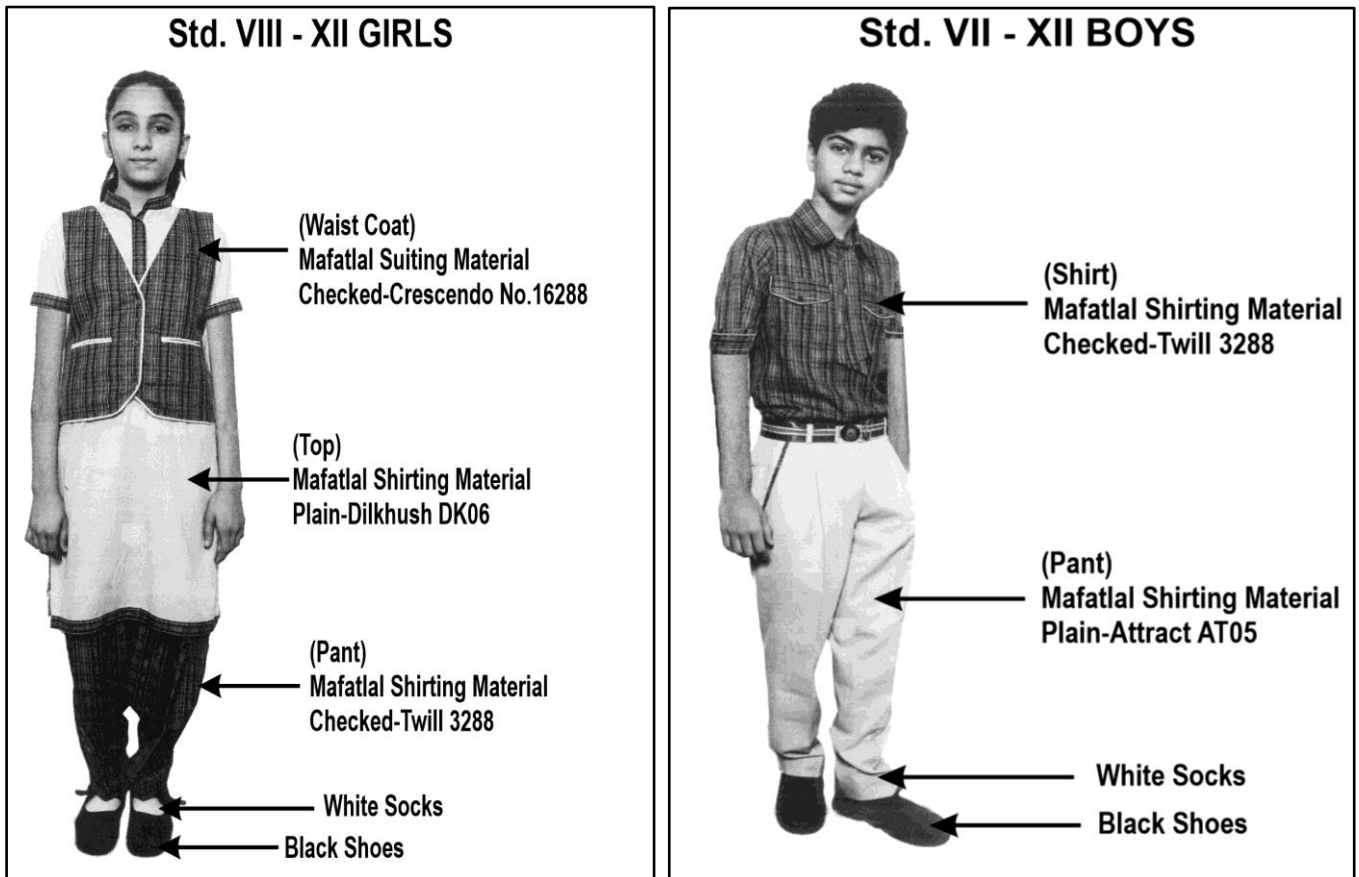 Std. VIII - XII GIRLS
(Waist Coat)
Mafatlal Suiting Material
Checked-Crescendo No.16288
(Top)
Mafatlal Shirting Material
Plain-Dilkhush DK06
(Pant)
Mafatlal Shirting Material
Checked-Twill 3288
White Socks
Black Shoes
Std. VII - XII BOYS
(Shirt)
Mafatlal Shirting Material
Checked-Twill 3288
(Pant)
Mafatlal Shirting Material
Plain-Attract AT05
White Socks
Black Shoes